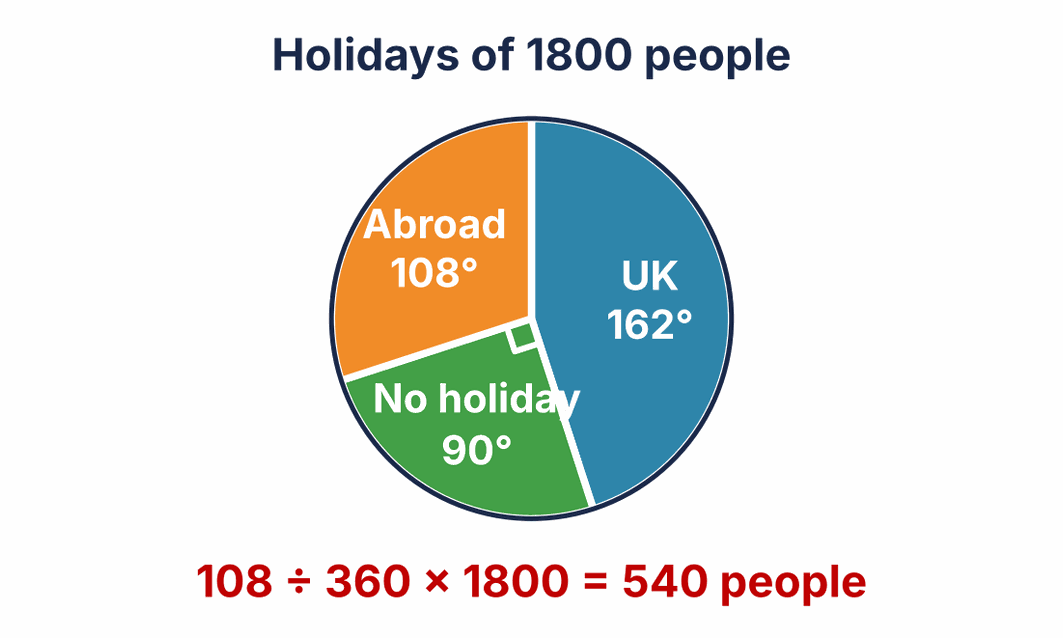 Holidays of 1800 people
Abroad
108°
UK
162°
No holiday
90°
108 ÷ 360 × 1800 = 540 people